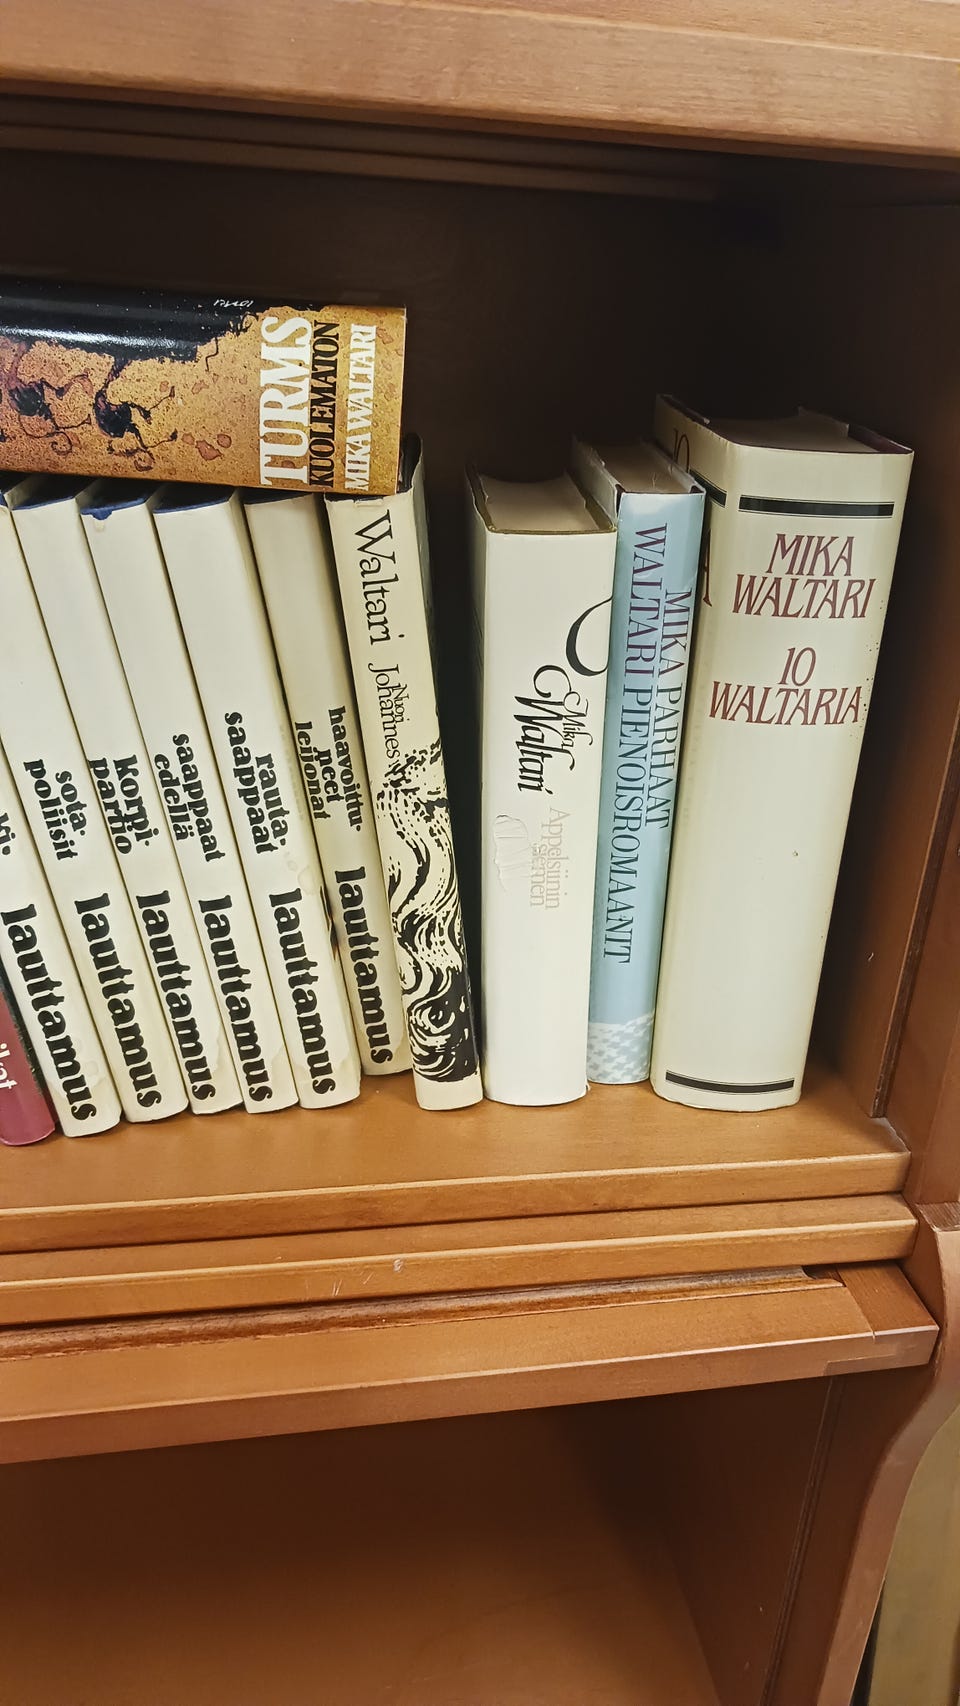 TURMS
KUOLEMATON
MIKA WALTARI
lauttamus
sota-
poliisit
lauttamus
korpi-
partio
lauttamus
saappaat
edellä
lauttamus
rauta-
saappaat
lauttamus
haavoittu-
neet
leijonat
lauttamus
Waltari
Nuori
Johannes
Mika
Waltari
Appelsiinin
siemen
MIKA
WALTARI
PARHAAT
PIENOISROMAANIT
MIKA
WALTARI
10
WALTARIA